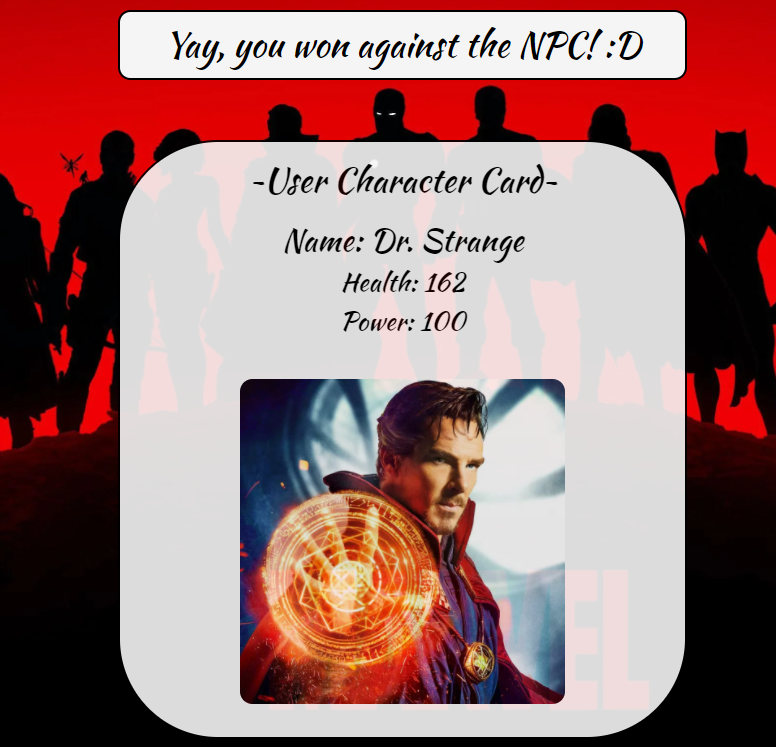 Yay, you won against the NPC! :D
-User Character Card-
Name: Dr. Strange
Health: 162
Power: 100